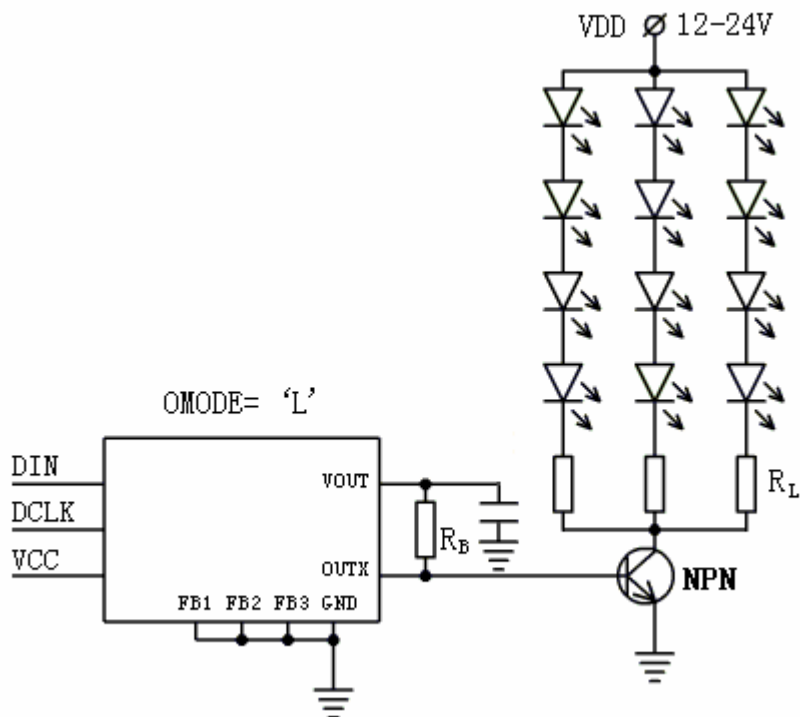 VDD 12-24V
OMODE= ‘L’
DIN
DCLK
VCC
VOUT
OUTX
FB1 FB2 FB3 GND
RB
RL
NPN